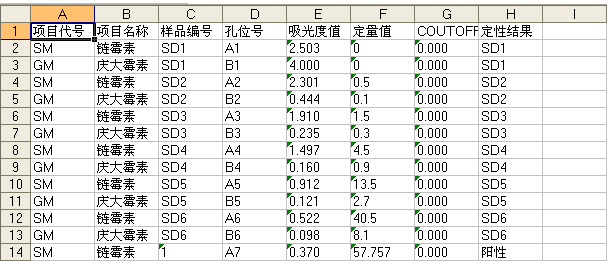 A B C D E F G H I
1 项目代号 项目名称 样品编号 孔位号 吸光度值 定量值 COUTOFF 定性结果
2 SM 链霉素 SD1 A1 2.503 0 0.000 SD1
3 GM 庆大霉素 SD1 B1 4.000 0 0.000 SD1
4 SM 链霉素 SD2 A2 2.301 0.5 0.000 SD2
5 GM 庆大霉素 SD2 B2 0.444 0.1 0.000 SD2
6 SM 链霉素 SD3 A3 1.910 1.5 0.000 SD3
7 GM 庆大霉素 SD3 B3 0.235 0.3 0.000 SD3
8 SM 链霉素 SD4 A4 1.497 4.5 0.000 SD4
9 GM 庆大霉素 SD4 B4 0.160 0.9 0.000 SD4
10 SM 链霉素 SD5 A5 0.912 13.5 0.000 SD5
11 GM 庆大霉素 SD5 B5 0.121 2.7 0.000 SD5
12 SM 链霉素 SD6 A6 0.522 40.5 0.000 SD6
13 GM 庆大霉素 SD6 B6 0.098 8.1 0.000 SD6
14 SM 链霉素 1 A7 0.370 57.757 0.000 阳性